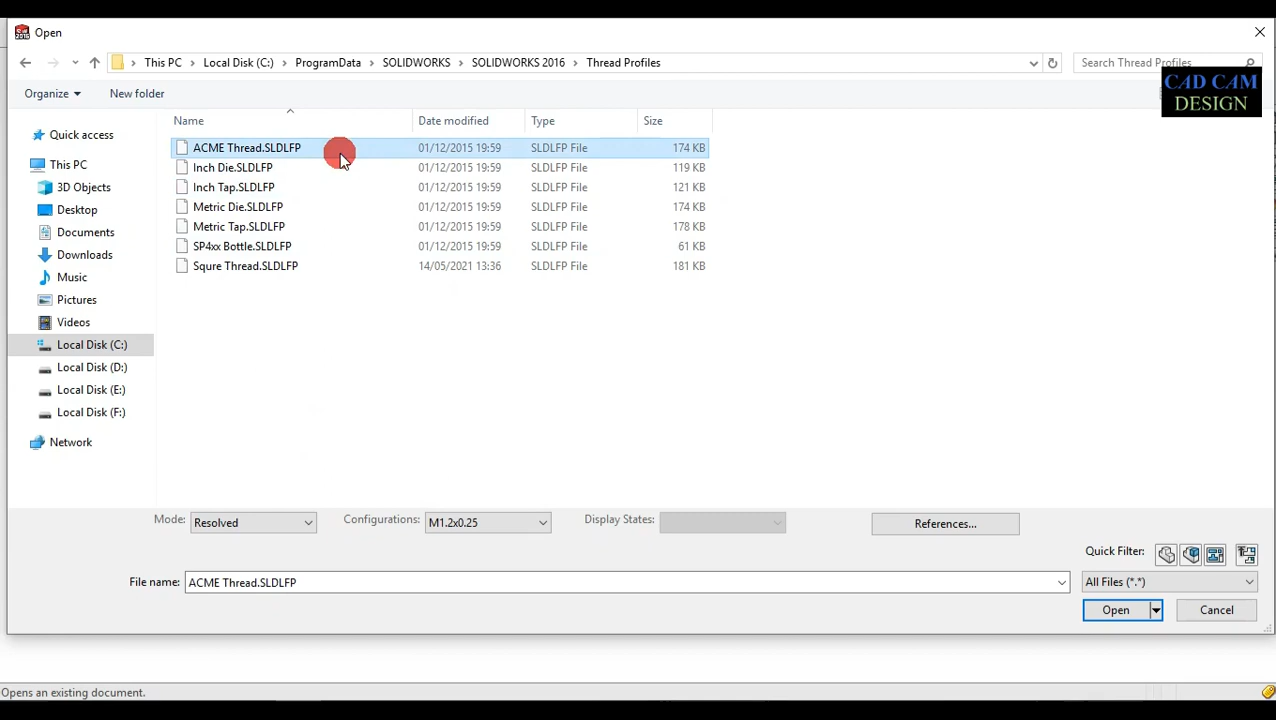 Open
This PC > Local Disk (C:) > ProgramData > SOLIDWORKS > SOLIDWORKS 2016 > Thread Profiles
Search Thread Profiles
CAD CAM
DESIGN
Organize
New folder
Name Date modified Type Size
Quick access
This PC
3D Objects
Desktop
Documents
Downloads
Music
Pictures
Videos
Local Disk (C:)
Local Disk (D:)
Local Disk (E:)
Local Disk (F:)
Network
ACME Thread.SLDLFP 01/12/2015 19:59 SLDLFP File 174 KB
Inch Die.SLDLFP 01/12/2015 19:59 SLDLFP File 119 KB
Inch Tap.SLDLFP 01/12/2015 19:59 SLDLFP File 121 KB
Metric Die.SLDLFP 01/12/2015 19:59 SLDLFP File 174 KB
Metric Tap.SLDLFP 01/12/2015 19:59 SLDLFP File 178 KB
SP4xx Bottle.SLDLFP 01/12/2015 19:59 SLDLFP File 61 KB
Squre Thread.SLDLFP 14/05/2021 13:36 SLDLFP File 181 KB
Mode: Resolved Configurations: M1.2x0.25 Display States: References...
Quick Filter:
File name: ACME Thread.SLDLFP All Files (*.*)
Open Cancel
Opens an existing document.